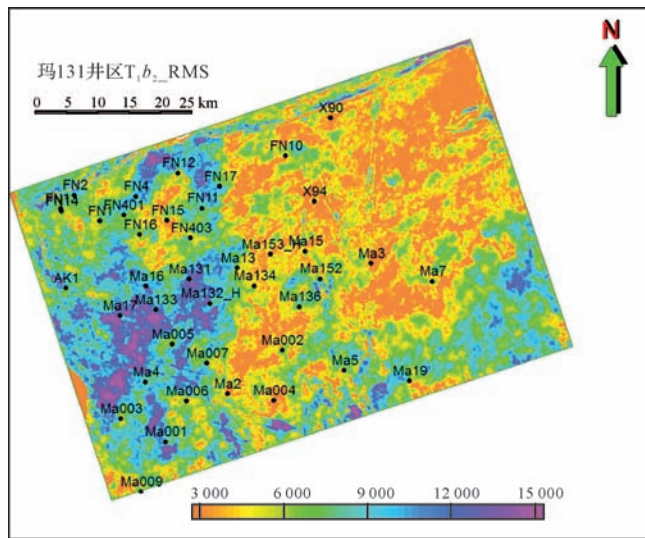 N
玛131井区T₁b₂_RMS
0 5 10 15 20 25 km
X90
FN10
FN12
FN17
FN2
FN4
X94
FN13
FN401
FN11
FN1
FN15
FN16
FN403
Ma15
Ma153_H
Ma3
Ma13
Ma131
Ma152
Ma7
AK1
Ma16
Ma134
Ma17
Ma133
Ma132_H
Ma136
Ma005
Ma002
Ma007
Ma5
Ma4
Ma19
Ma006
Ma2
Ma004
Ma003
Ma001
Ma009
3 000 6 000 9 000 12 000 15 000